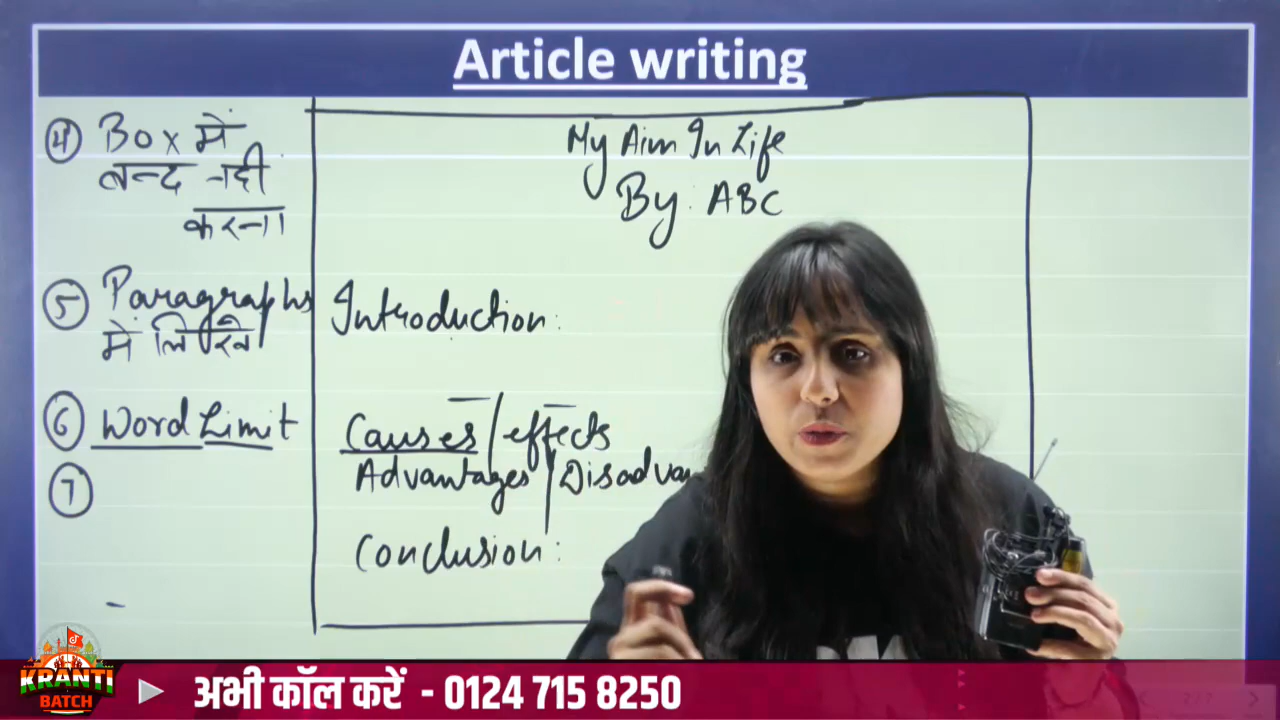 Article writing
④ Box में
बन्द नही
करना
⑤ Paragraphs
में लिखे
⑥ Word Limit
⑦
My Aim In Life
By: ABC
Introduction:
Causes/effects
Advantages/Disadvan
Conclusion:
KRANTI
BATCH
अभी कॉल करें - 0124 715 8250